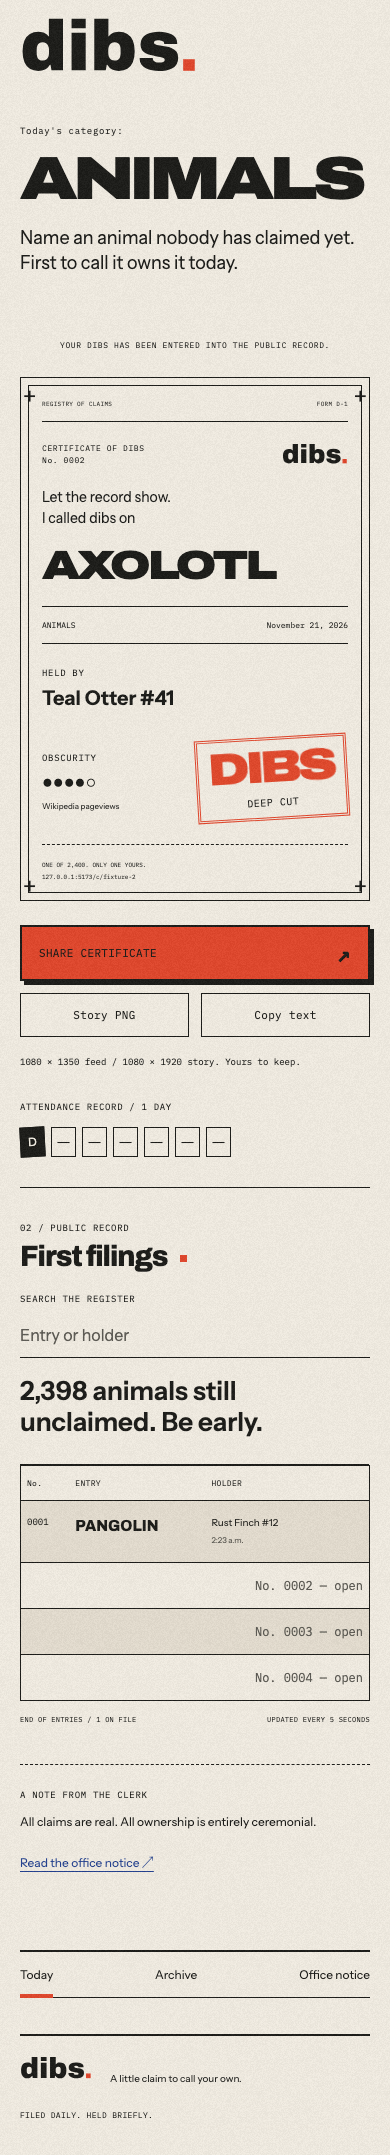 dibs.
Today's category:
ANIMALS
Name an animal nobody has claimed yet.
First to call it owns it today.
YOUR DIBS HAS BEEN ENTERED INTO THE PUBLIC RECORD.
REGISTRY OF CLAIMS
FORM D-1
CERTIFICATE OF DIBS
No. 0002
dibs.
Let the record show.
I called dibs on
AXOLOTL
ANIMALS
November 21, 2026
HELD BY
Teal Otter #41
OBSCURITY
●●●●○
Wikipedia pageviews
DIBS
DEEP CUT
ONE OF 2,400. ONLY ONE YOURS.
127.0.0.1:5173/c/fixture-2
SHARE CERTIFICATE ↗
Story PNG
Copy text
1080 × 1350 feed / 1080 × 1920 story. Yours to keep.
ATTENDANCE RECORD / 1 DAY
D — — — — — —
02 / PUBLIC RECORD
First filings
SEARCH THE REGISTER
Entry or holder
2,398 animals still
unclaimed. Be early.
No. ENTRY HOLDER
0001 PANGOLIN Rust Finch #12
2:23 a.m.
No. 0002 — open
No. 0003 — open
No. 0004 — open
END OF ENTRIES / 1 ON FILE
UPDATED EVERY 5 SECONDS
A NOTE FROM THE CLERK
All claims are real. All ownership is entirely ceremonial.
Read the office notice ↗
Today Archive Office notice
dibs. A little claim to call your own.
FILED DAILY. HELD BRIEFLY.